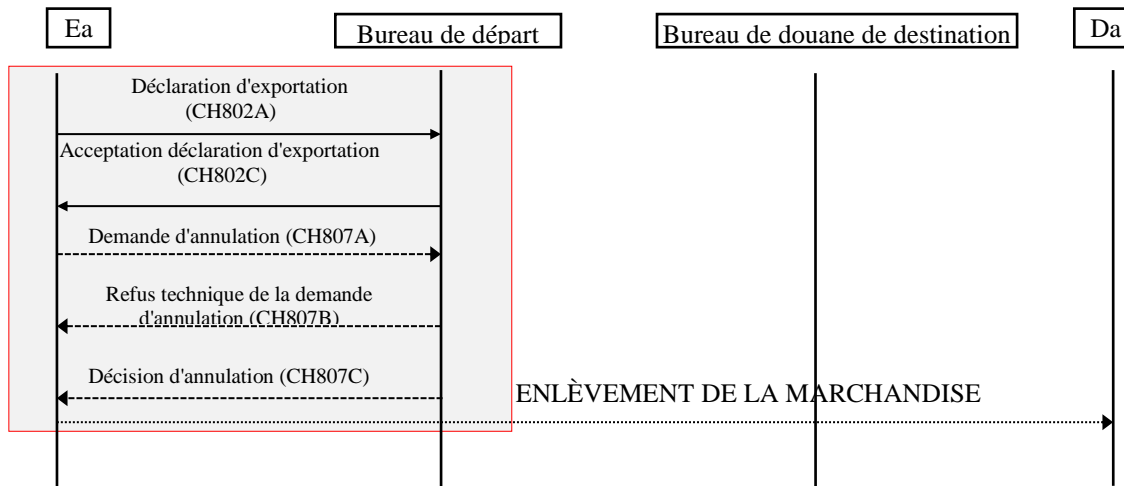 Ea
Bureau de départ
Bureau de douane de destination
Da
Déclaration d'exportation
(CH802A)
Acceptation déclaration d'exportation
(CH802C)
Demande d'annulation (CH807A)
Refus technique de la demande
d'annulation (CH807B)
Décision d'annulation (CH807C)
ENLÈVEMENT DE LA MARCHANDISE